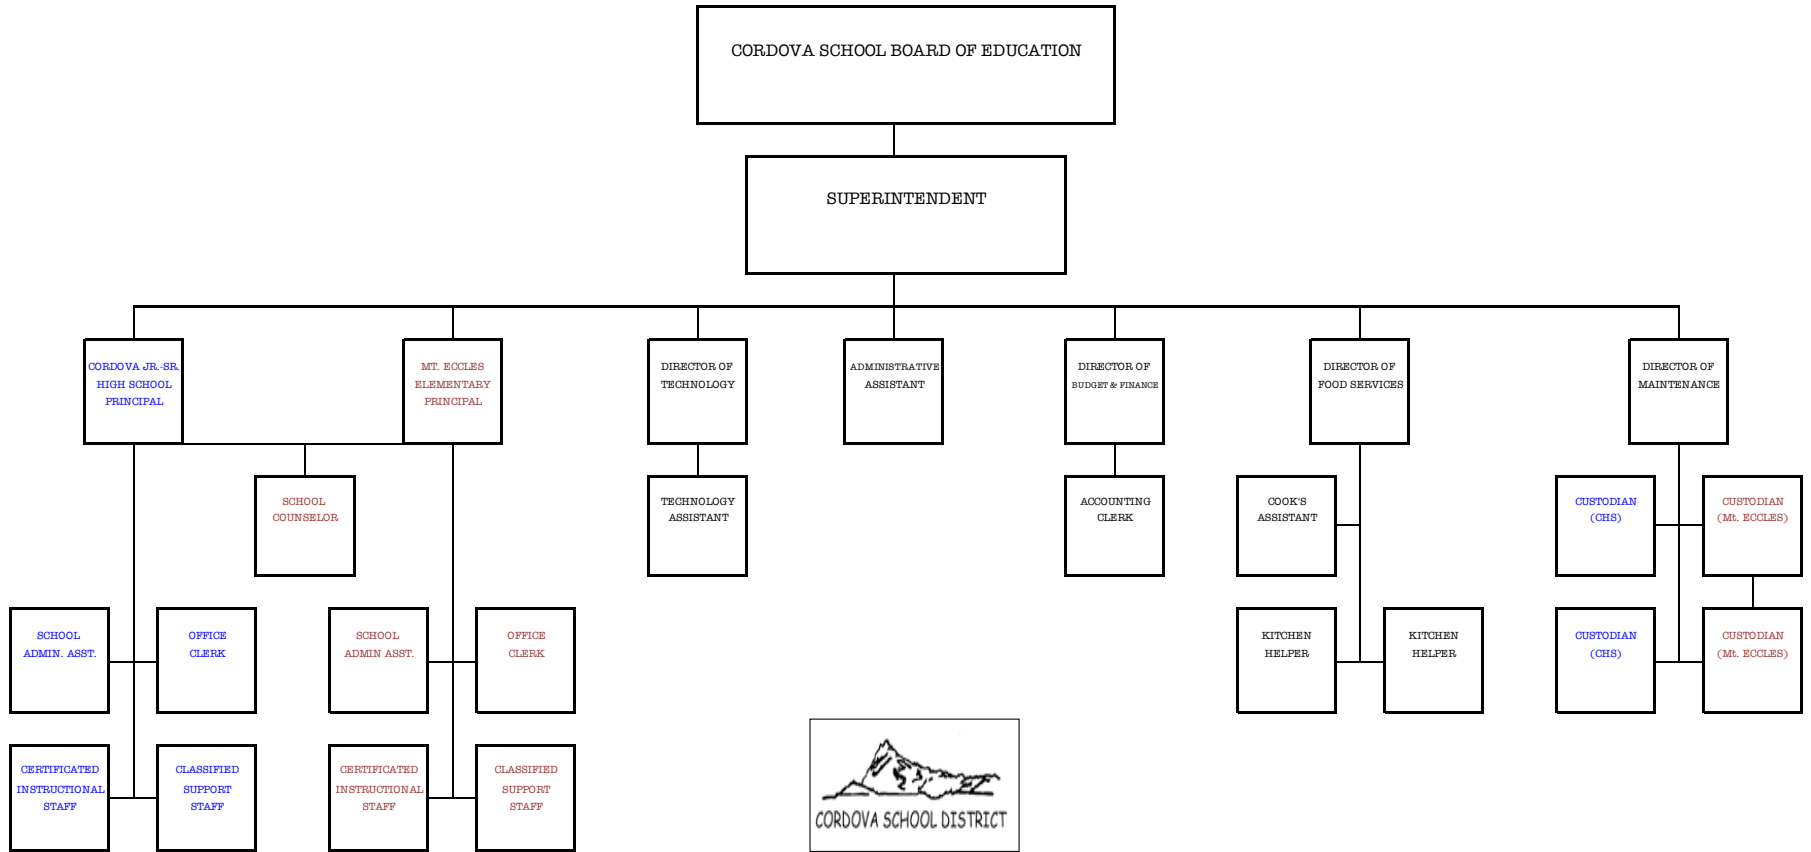 CORDOVA SCHOOL BOARD OF EDUCATION
SUPERINTENDENT
CORDOVA JR.-SR.
HIGH SCHOOL
PRINCIPAL
MT. ECCLES
ELEMENTARY
PRINCIPAL
DIRECTOR OF
TECHNOLOGY
ADMINISTRATIVE
ASSISTANT
DIRECTOR OF
BUDGET & FINANCE
DIRECTOR OF
FOOD SERVICES
DIRECTOR OF
MAINTENANCE
SCHOOL
COUNSELOR
TECHNOLOGY
ASSISTANT
ACCOUNTING
CLERK
COOK'S
ASSISTANT
CUSTODIAN
(CHS)
CUSTODIAN
(Mt. ECCLES)
SCHOOL
ADMIN. ASST.
OFFICE
CLERK
SCHOOL
ADMIN ASST.
OFFICE
CLERK
KITCHEN
HELPER
KITCHEN
HELPER
CUSTODIAN
(CHS)
CUSTODIAN
(Mt. ECCLES)
CERTIFICATED
INSTRUCTIONAL
STAFF
CLASSIFIED
SUPPORT
STAFF
CERTIFICATED
INSTRUCTIONAL
STAFF
CLASSIFIED
SUPPORT
STAFF
CORDOVA SCHOOL DISTRICT